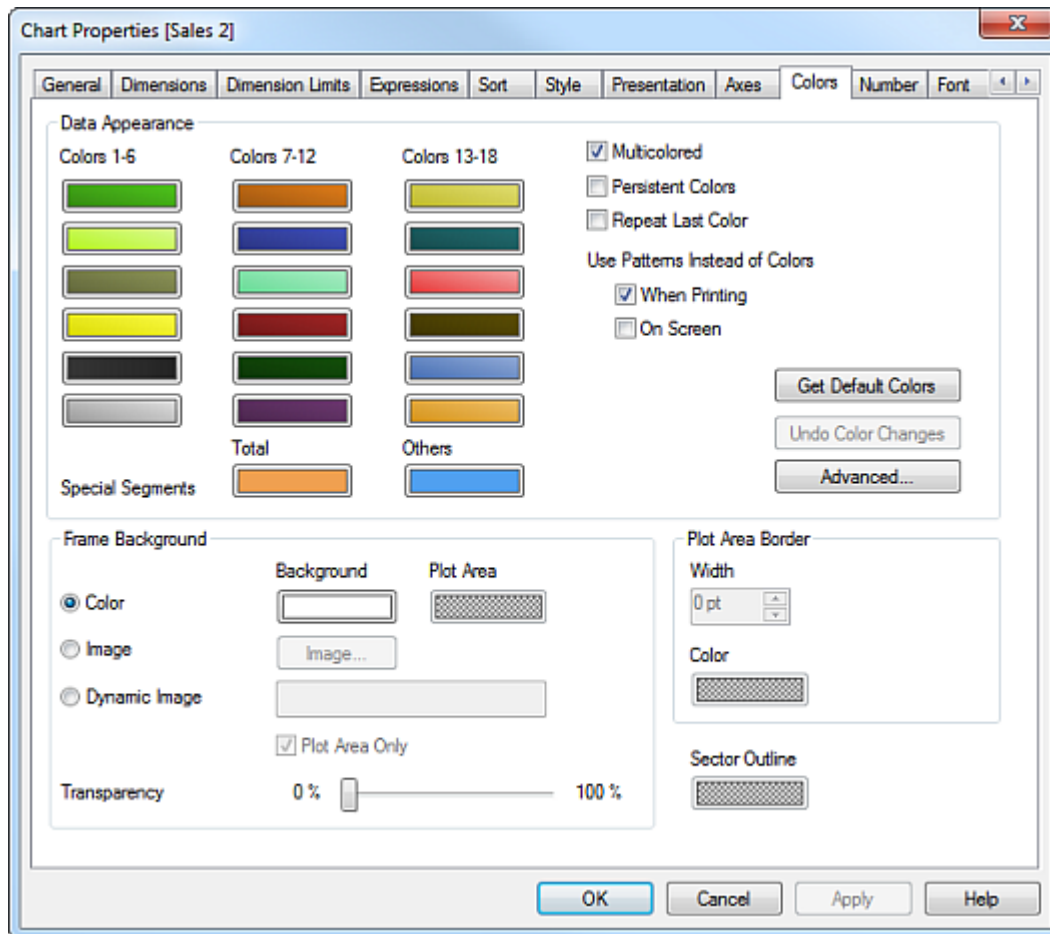 Chart Properties [Sales 2]
General Dimensions Dimension Limits Expressions Sort Style Presentation Axes Colors Number Font
Data Appearance
Colors 1-6 Colors 7-12 Colors 13-18
Multicolored
Persistent Colors
Repeat Last Color
Use Patterns Instead of Colors
When Printing
On Screen
Get Default Colors
Undo Color Changes
Advanced...
Total Others
Special Segments
Frame Background
Background Plot Area
Color
Image Image...
Dynamic Image
Plot Area Only
Transparency 0 % 100 %
Plot Area Border
Width
0 pt
Color
Sector Outline
OK Cancel Apply Help